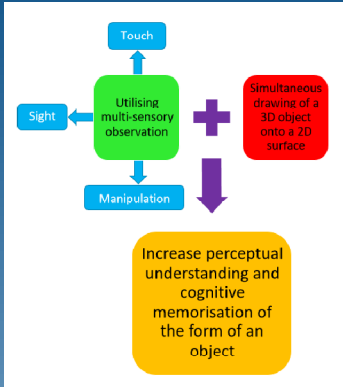 Touch
Sight
Utilising
multi-sensory
observation
Manipulation
Simultaneous
drawing of a
3D object
onto a 2D
surface
Increase perceptual
understanding and
cognitive
memorisation of
the form of an
object